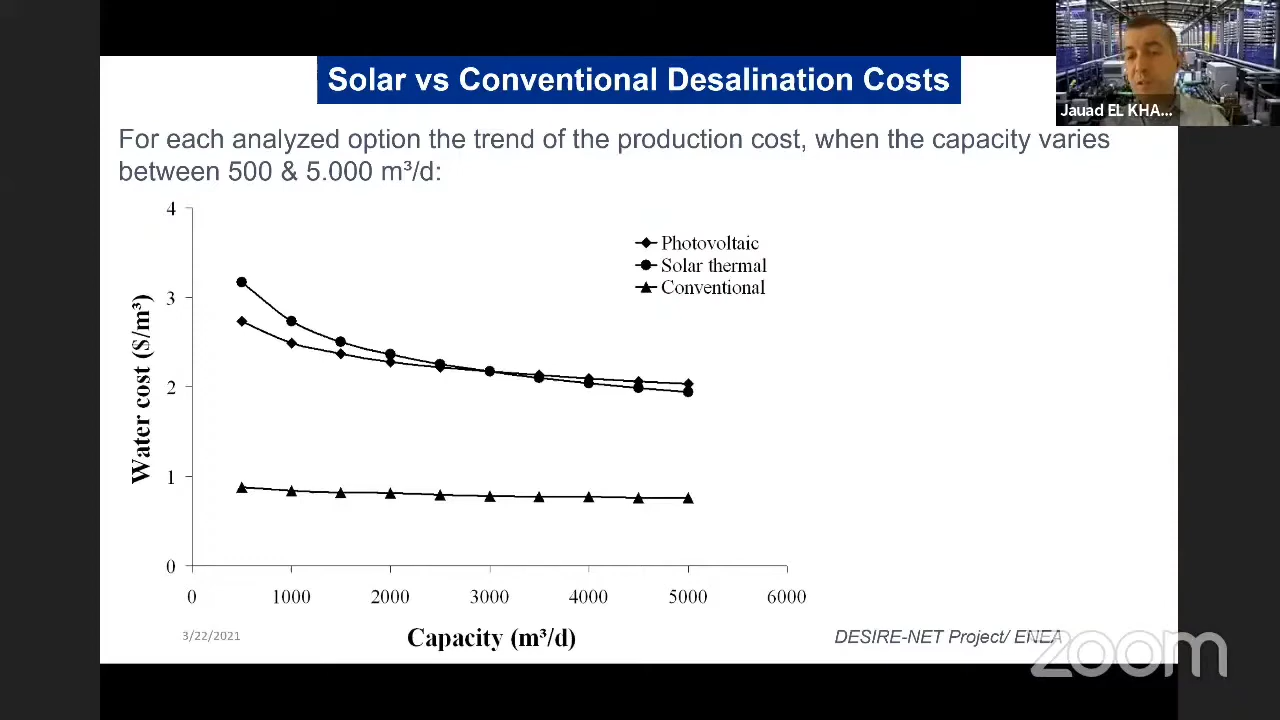 Solar vs Conventional Desalination Costs
Jauad EL KHA...
For each analyzed option the trend of the production cost, when the capacity varies
between 500 & 5.000 m³/d:
4
3
2
1
0
Water cost ($/m³)
Photovoltaic
Solar thermal
Conventional
0 1000 2000 3000 4000 5000 6000
Capacity (m³/d)
3/22/2021
DESIRE-NET Project/ ENEA
zoom